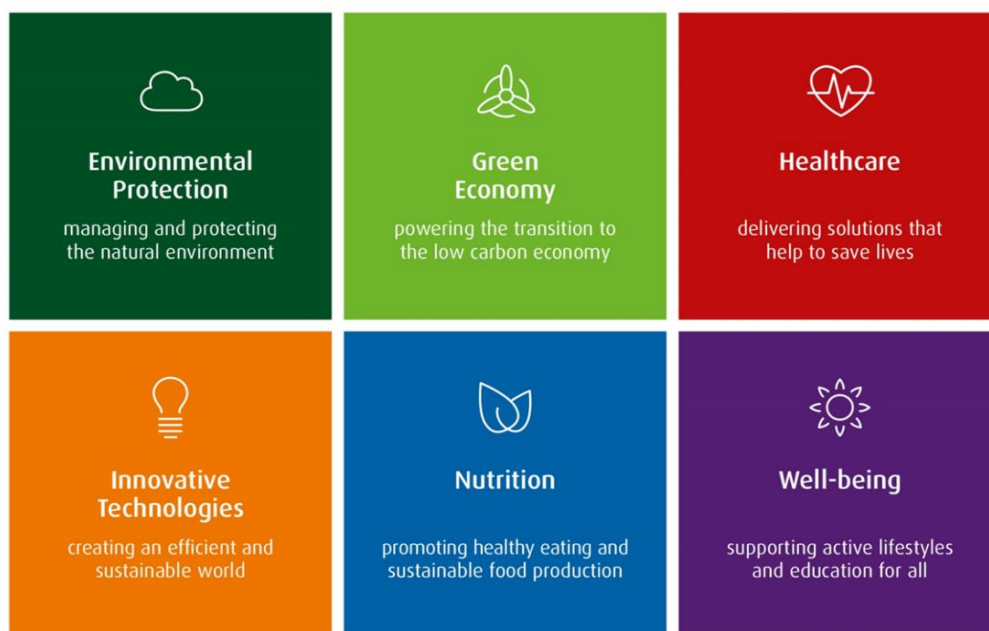 Environmental
Protection
managing and protecting
the natural environment
Green
Economy
powering the transition to
the low carbon economy
Healthcare
delivering solutions that
help to save lives
Innovative
Technologies
creating an efficient and
sustainable world
Nutrition
promoting healthy eating and
sustainable food production
Well-being
supporting active lifestyles
and education for all